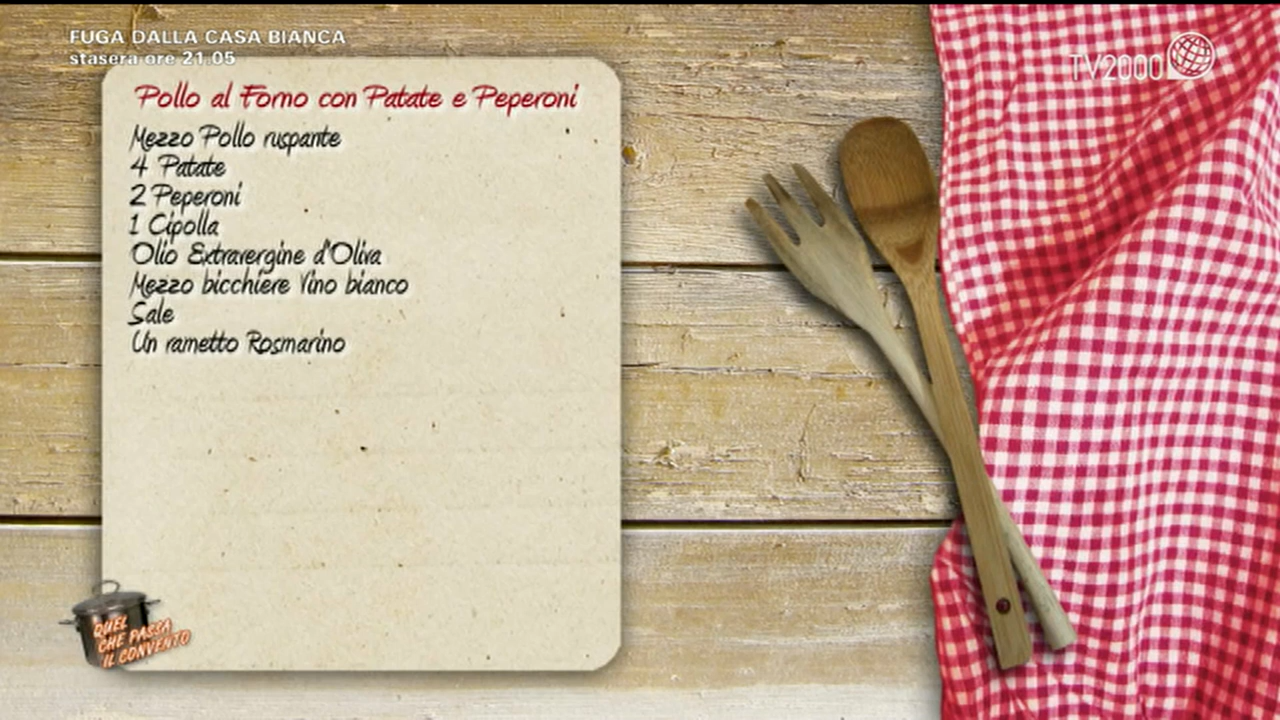 FUGA DALLA CASA BIANCA
stasera ore 21.05
TV2000
Pollo al Forno con Patate e Peperoni
Mezzo Pollo ruspante
4 Patate
2 Peperoni
1 Cipolla
Olio Extravergine d'Oliva
Mezzo bicchiere Vino bianco
Sale
Un rametto Rosmarino
QUEL
CHE PASSA
IL CONVENTO